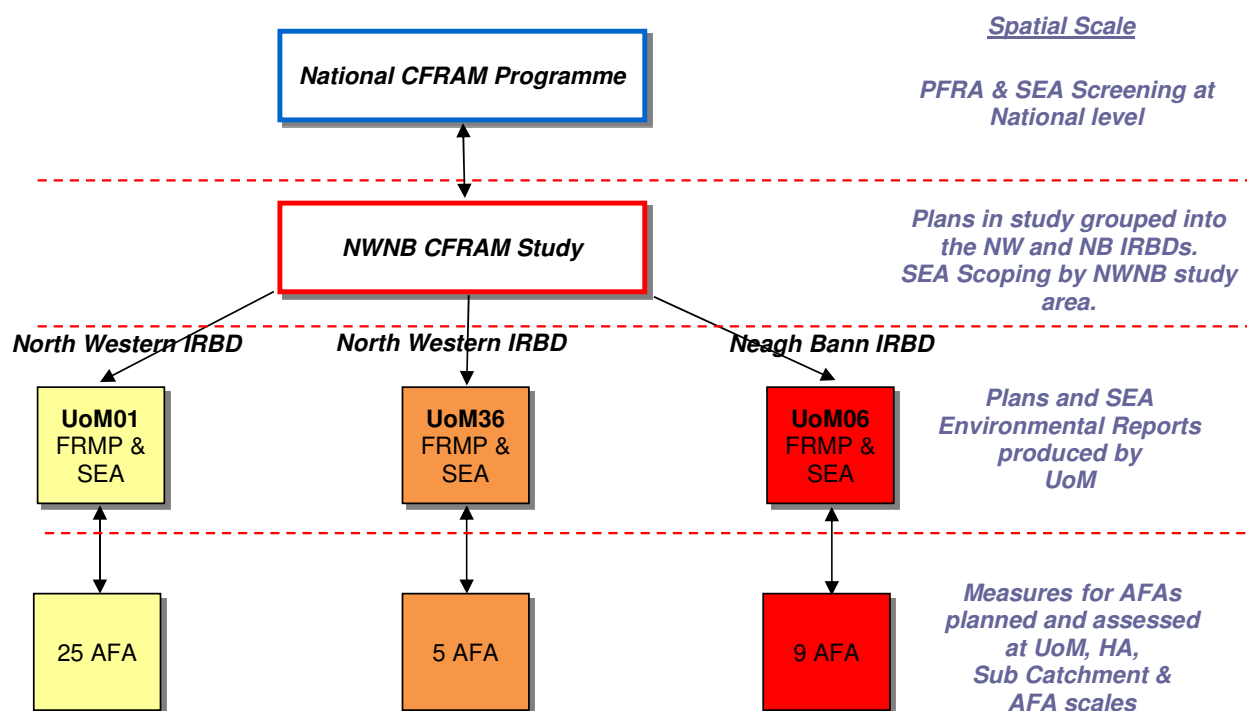 Spatial Scale
National CFRAM Programme
PFRA & SEA Screening at
National level
NWNB CFRAM Study
Plans in study grouped into
the NW and NB IRBDs.
SEA Scoping by NWNB study
area.
North Western IRBD
North Western IRBD
Neagh Bann IRBD
UoM01
FRMP &
SEA
UoM36
FRMP &
SEA
UoM06
FRMP &
SEA
Plans and SEA
Environmental Reports
produced by
UoM
25 AFA
5 AFA
9 AFA
Measures for AFAs
planned and assessed
at UoM, HA,
Sub Catchment &
AFA scales